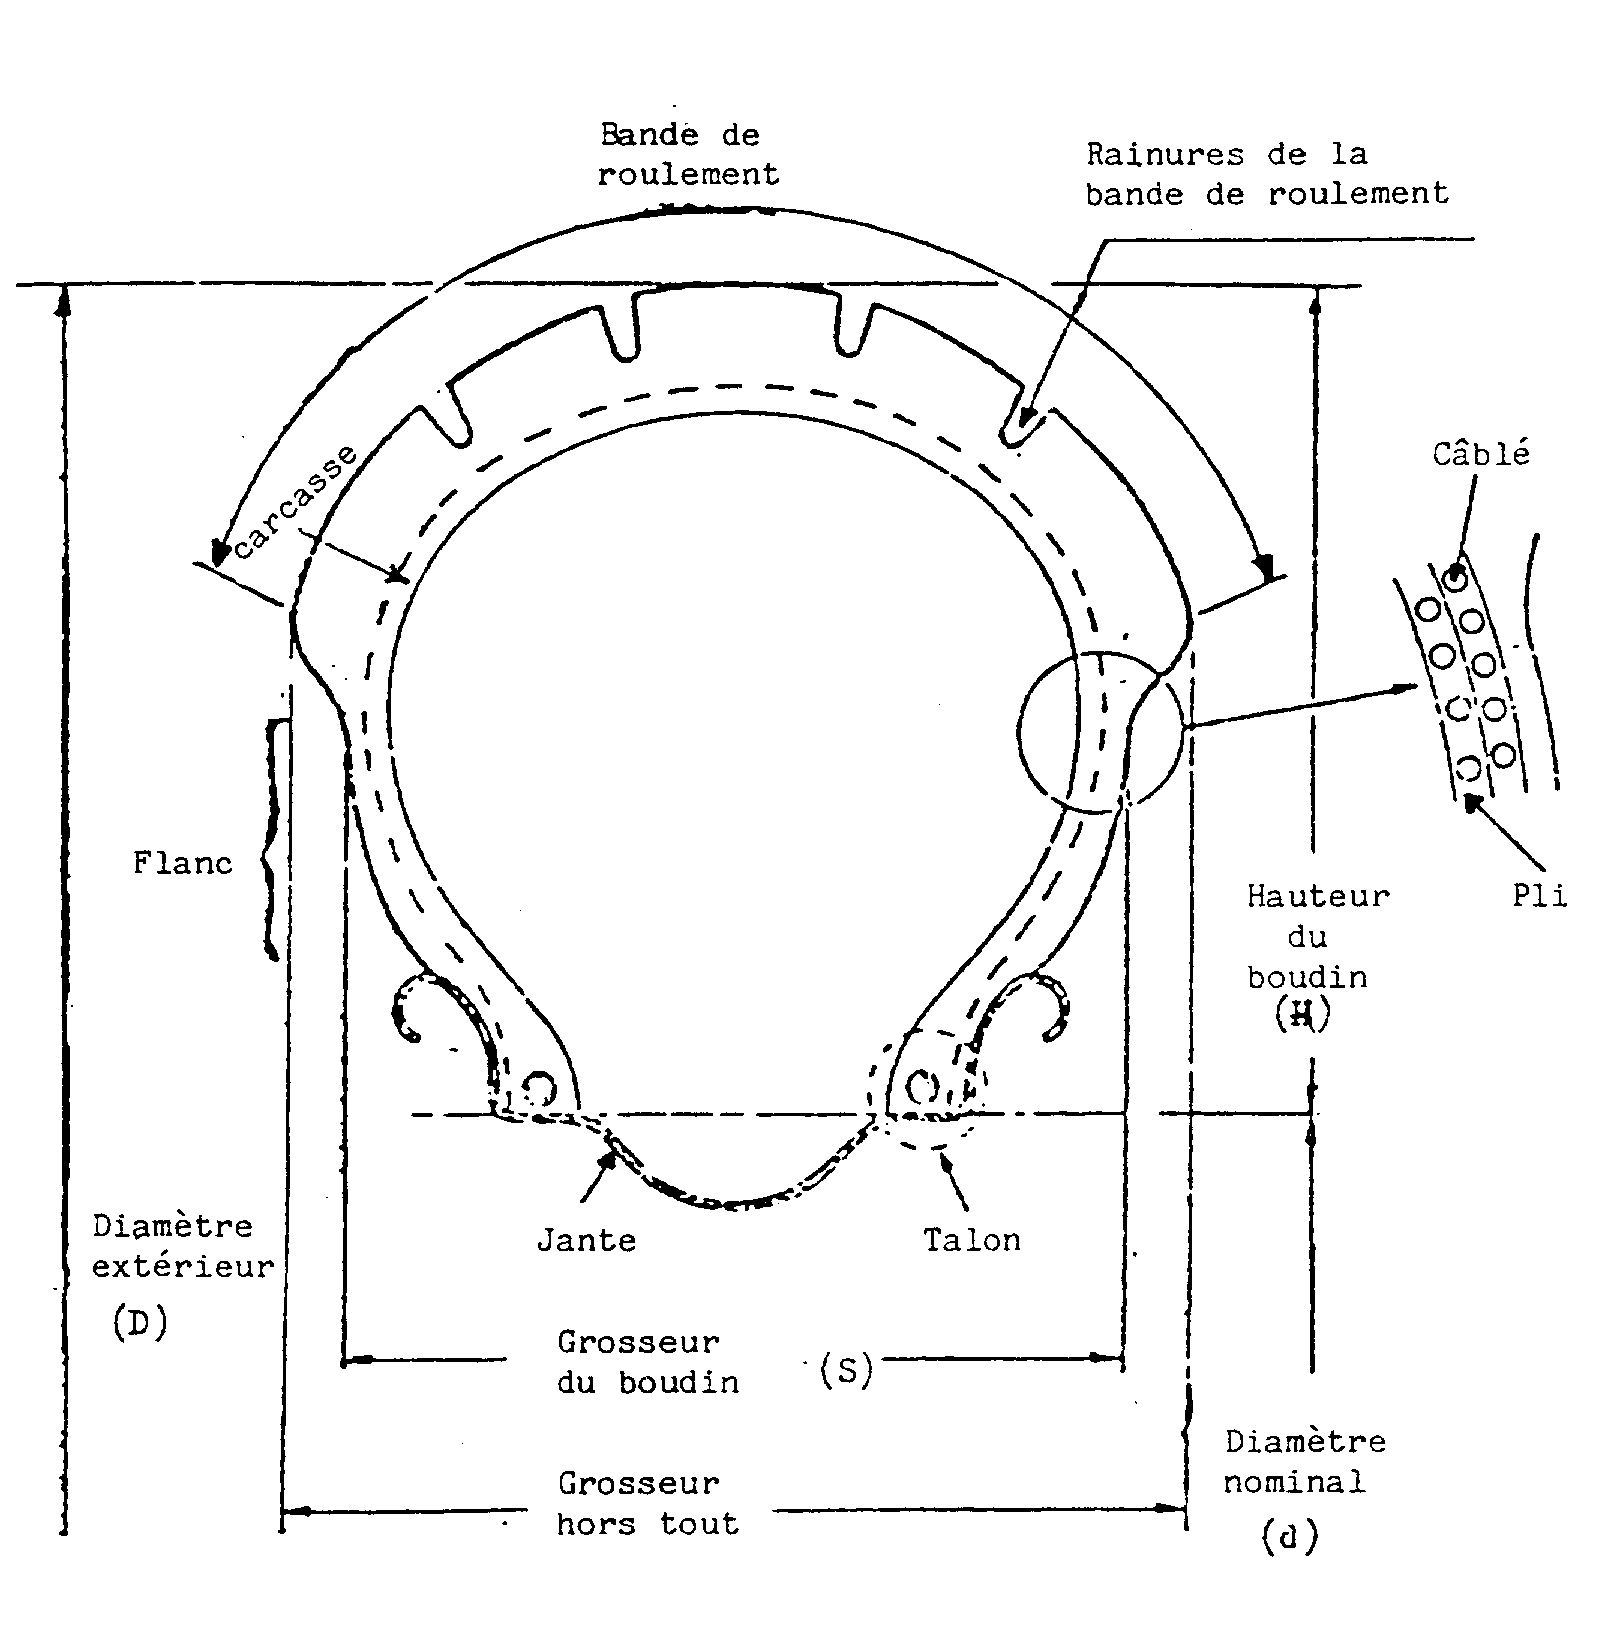 Bande de
roulement
Rainures de la
bande de roulement
carcasse
Câblé
Flanc
Hauteur
du
boudin
(H)
Pli
Diamètre
extérieur
(D)
Jante
Talon
Grosseur
du boudin (S)
Diamètre
nominal
(d)
Grosseur
hors tout